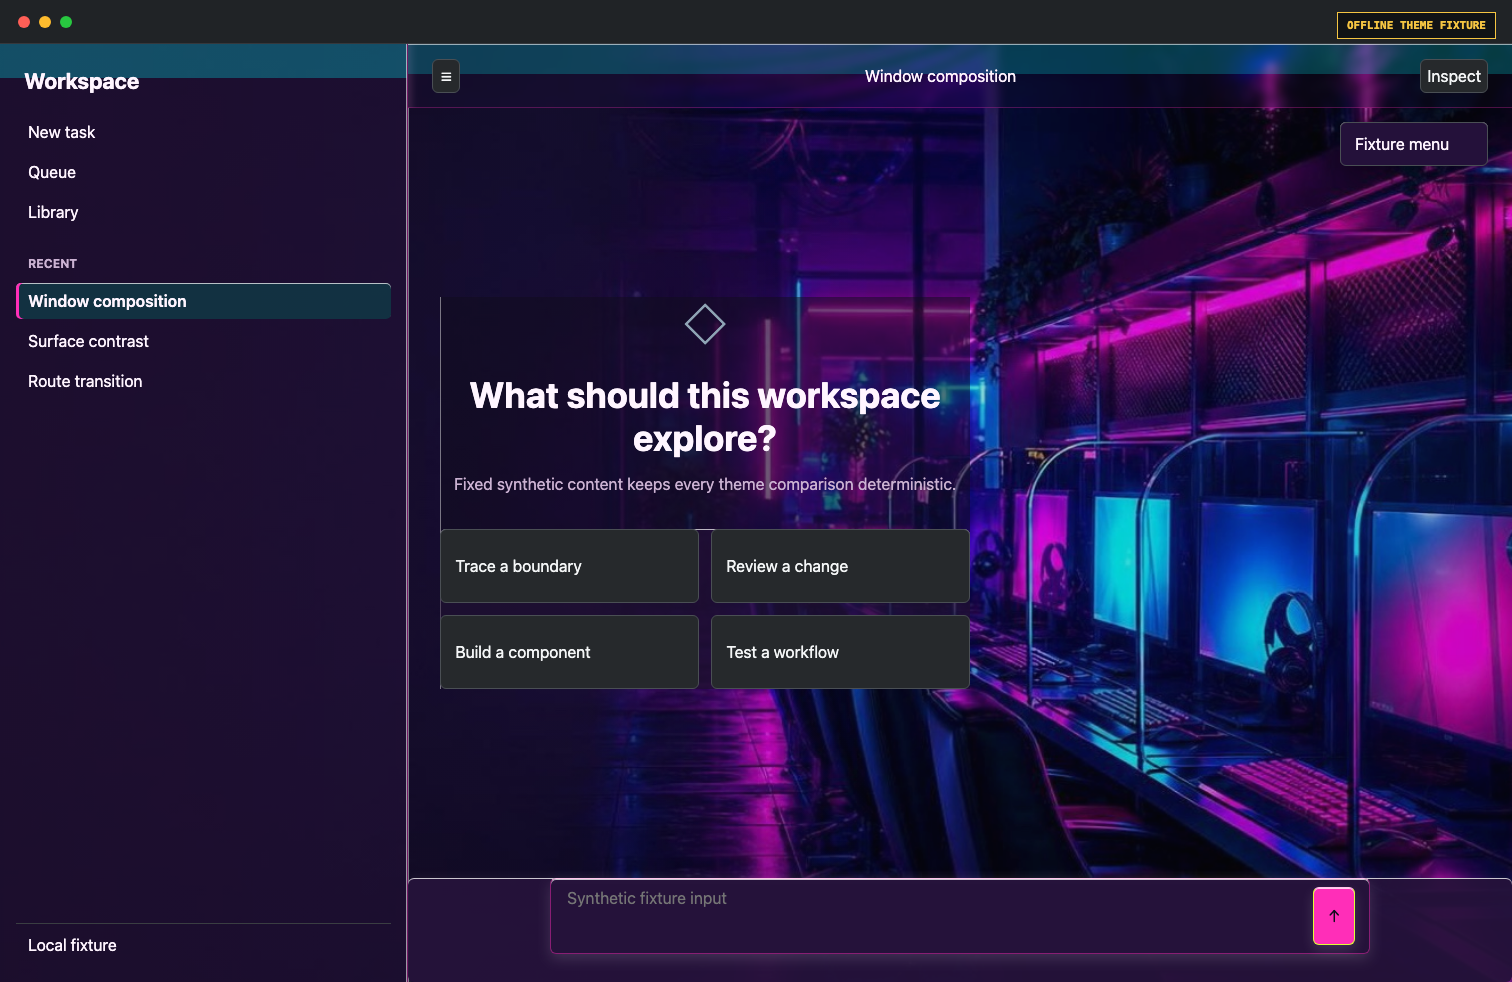 OFFLINE THEME FIXTURE
Workspace
New task
Queue
Library
RECENT
Window composition
Surface contrast
Route transition
Local fixture
Window composition
Inspect
Fixture menu
What should this workspace
explore?
Fixed synthetic content keeps every theme comparison deterministic.
Trace a boundary
Review a change
Build a component
Test a workflow
Synthetic fixture input